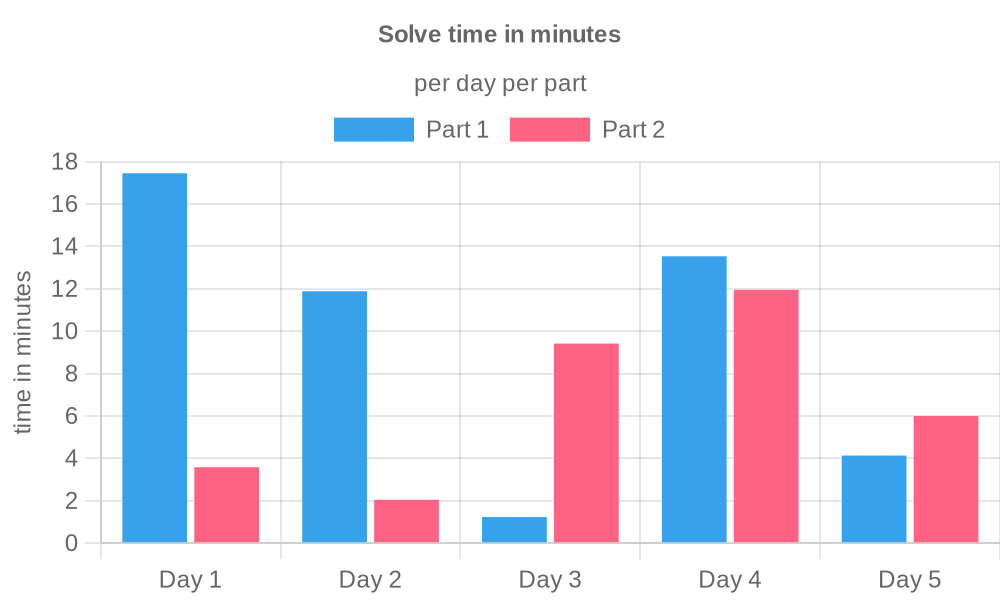 Solve time in minutes
per day per part
Part 1 Part 2
18
16
14
12
10
8
6
4
2
0
time in minutes
Day 1 Day 2 Day 3 Day 4 Day 5